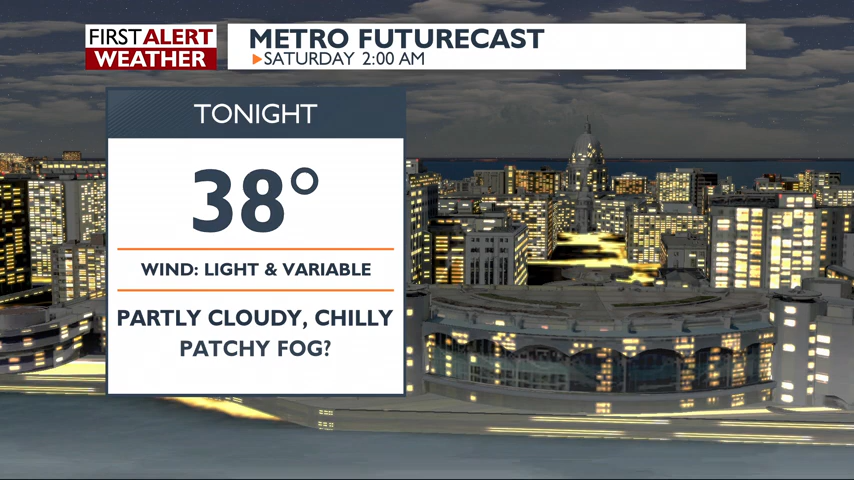 FIRST ALERT
WEATHER
METRO FUTURECAST
SATURDAY 2:00 AM
TONIGHT
38°
WIND: LIGHT & VARIABLE
PARTLY CLOUDY, CHILLY
PATCHY FOG?